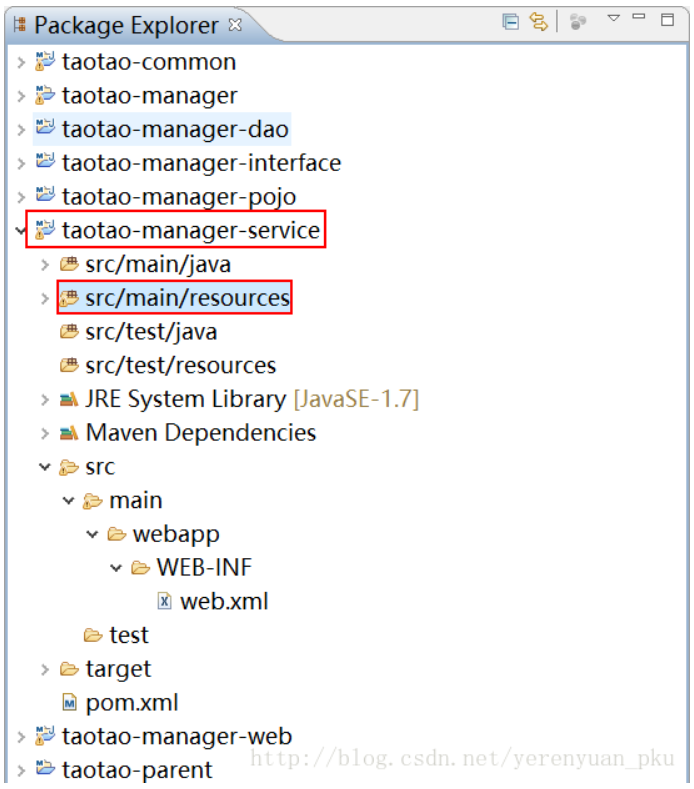 Package Explorer
taotao-common
taotao-manager
taotao-manager-dao
taotao-manager-interface
taotao-manager-pojo
taotao-manager-service
src/main/java
src/main/resources
src/test/java
src/test/resources
JRE System Library [JavaSE-1.7]
Maven Dependencies
src
main
webapp
WEB-INF
web.xml
test
target
pom.xml
taotao-manager-web
http://blog.csdn.net/yerenyuan_pku
taotao-parent